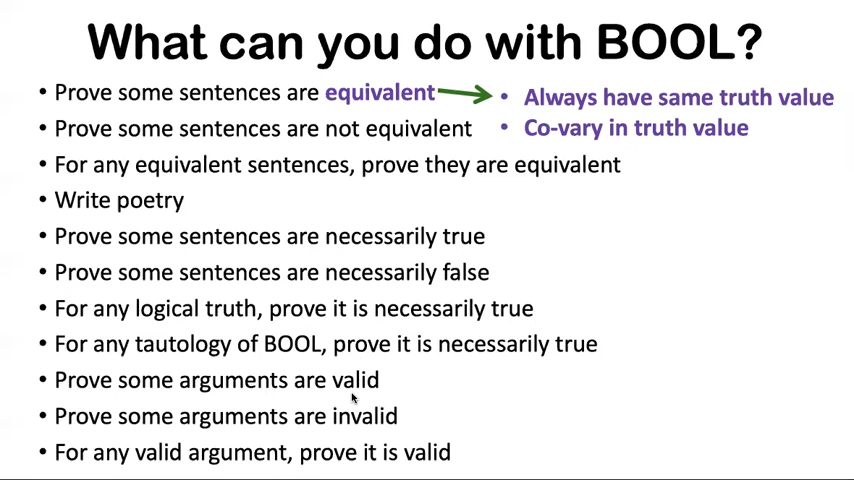 What can you do with BOOL?
• Prove some sentences are equivalent
• Always have same truth value
• Co-vary in truth value
• Prove some sentences are not equivalent
• For any equivalent sentences, prove they are equivalent
• Write poetry
• Prove some sentences are necessarily true
• Prove some sentences are necessarily false
• For any logical truth, prove it is necessarily true
• For any tautology of BOOL, prove it is necessarily true
• Prove some arguments are valid
• Prove some arguments are invalid
• For any valid argument, prove it is valid